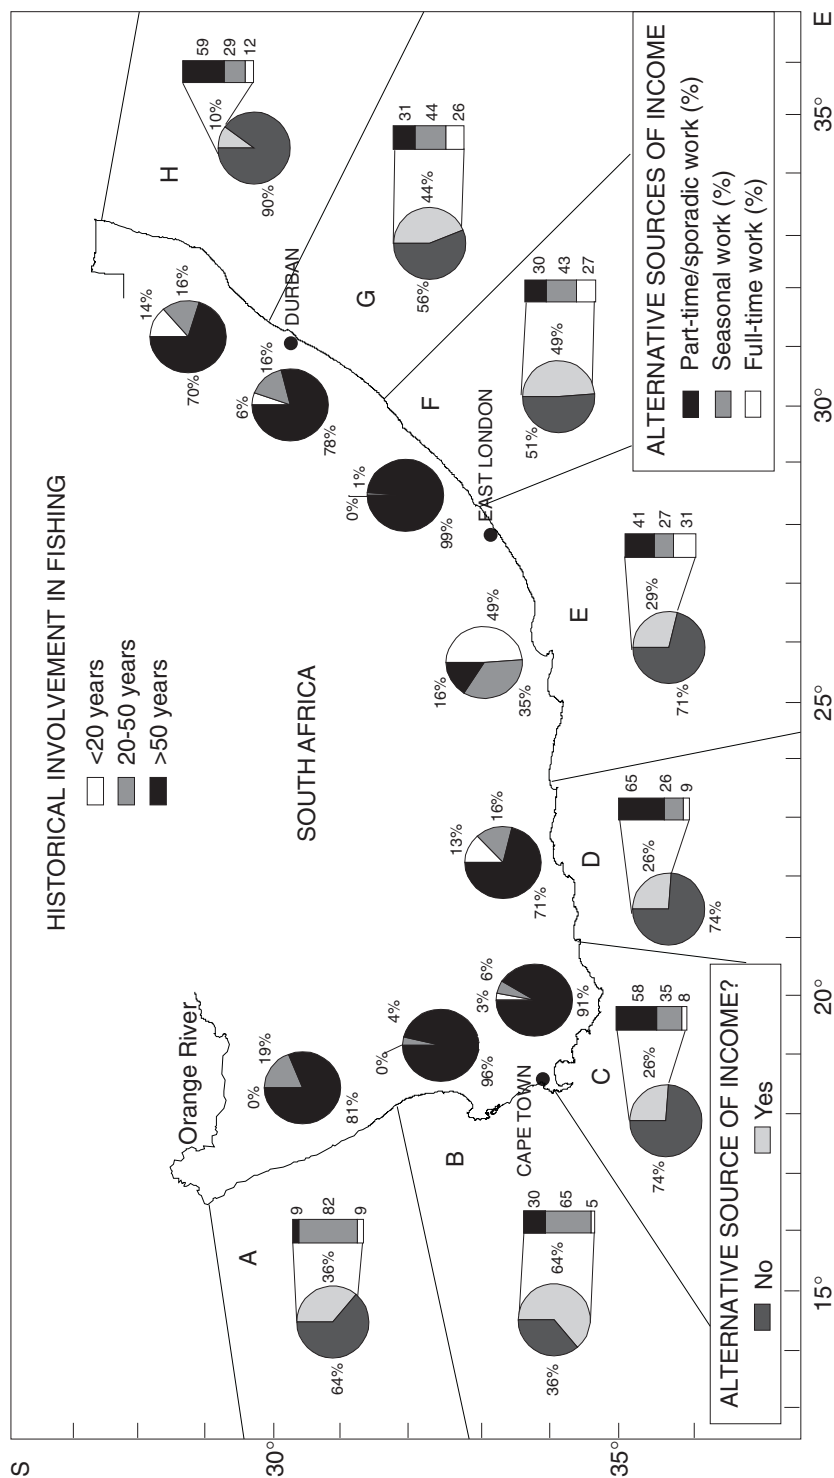 HISTORICAL INVOLVEMENT IN FISHING
<20 years
20-50 years
>50 years
SOUTH AFRICA
Orange River
CAPE TOWN
EAST LONDON
DURBAN
0%
19%
81%
0%
4%
96%
3%
6%
91%
13%
16%
71%
16%
49%
35%
0%
1%
99%
6%
16%
78%
14%
16%
70%
A
64%
36%
9
82
9
B
36%
64%
30
65
5
C
74%
26%
58
35
8
D
74%
26%
65
26
9
E
71%
29%
41
27
31
F
51%
49%
30
43
27
G
56%
44%
31
44
26
H
90%
10%
59
29
12
ALTERNATIVE SOURCE OF INCOME?
No
Yes
ALTERNATIVE SOURCES OF INCOME
Part-time/sporadic work (%)
Seasonal work (%)
Full-time work (%)
S
30°
35°
15°
20°
25°
30°
35°
E